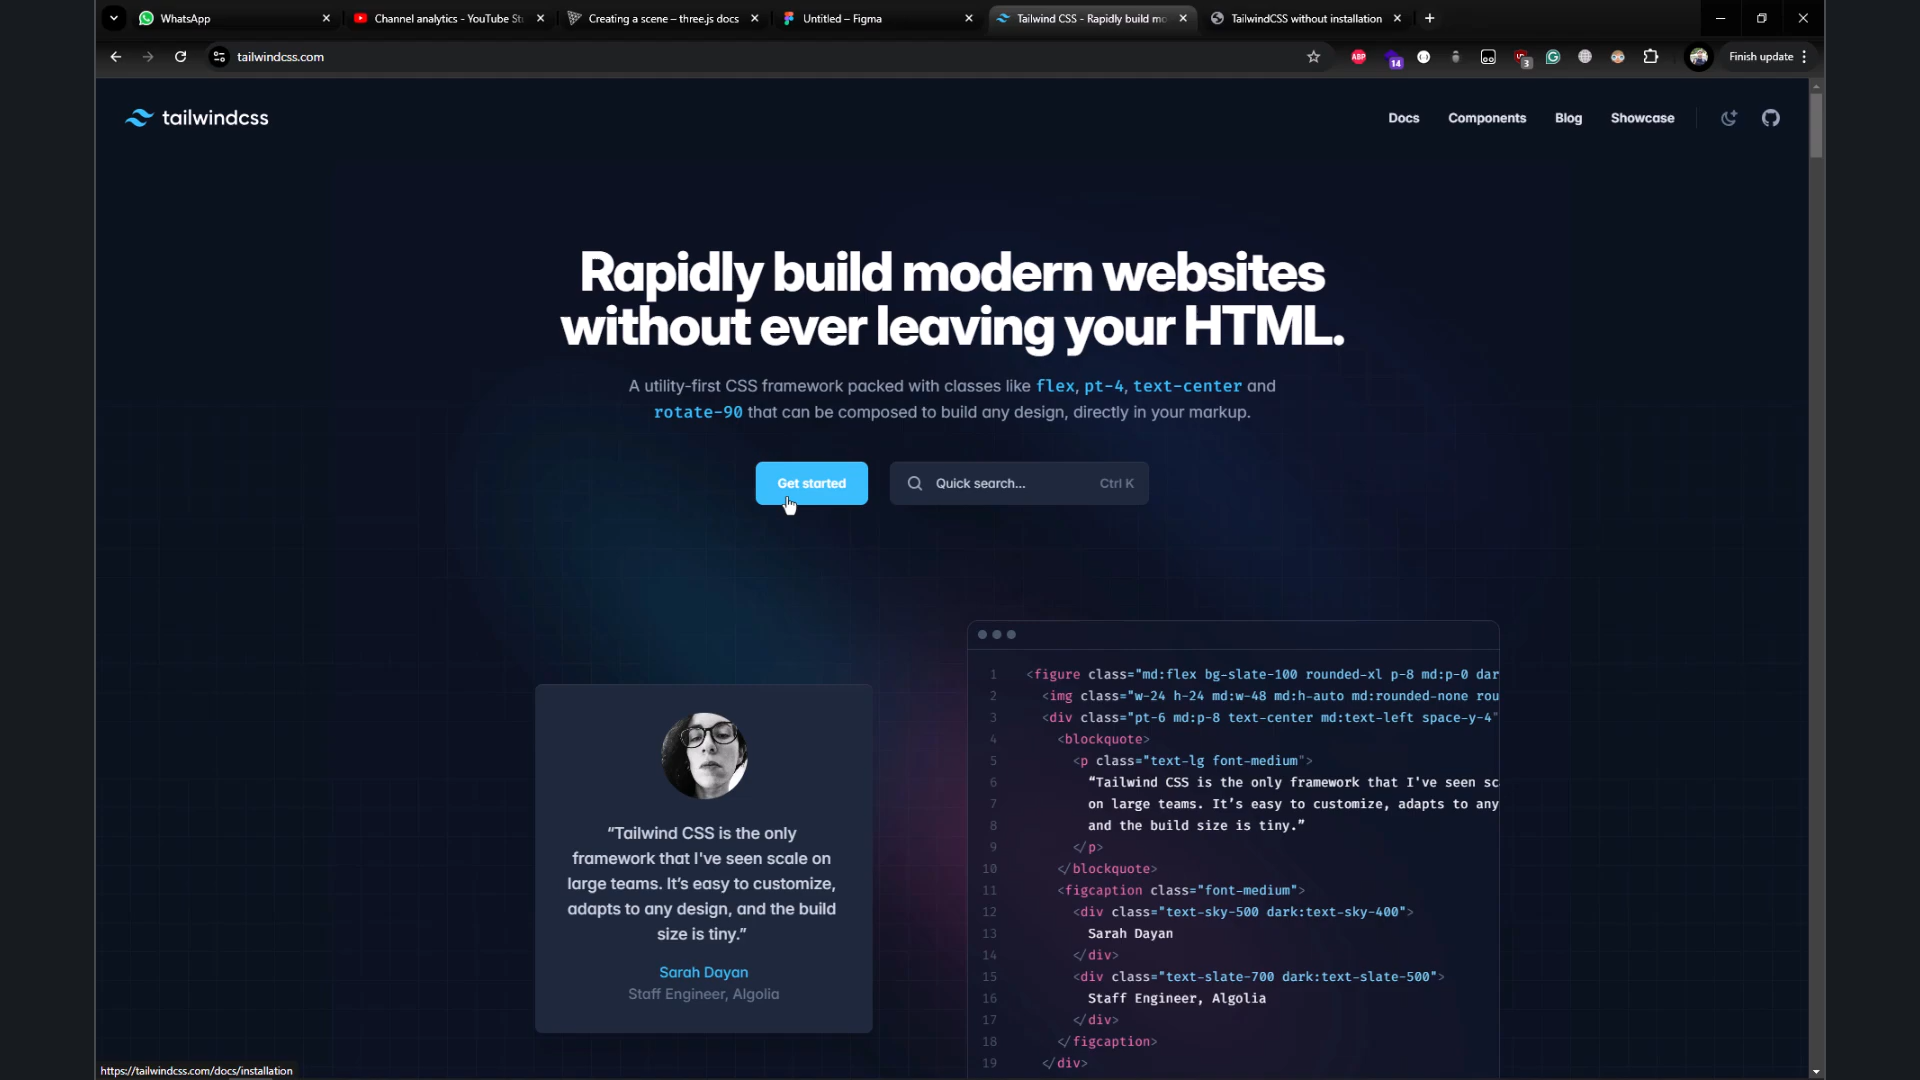 WhatsApp
Channel analytics - YouTube St
Creating a scene – three.js docs
Untitled – Figma
Tailwind CSS - Rapidly build mo
TailwindCSS without installation
tailwindcss.com
ABP
14
3
Finish update
tailwindcss
Docs
Components
Blog
Showcase
Rapidly build modern websites
without ever leaving your HTML.
A utility-first CSS framework packed with classes like flex, pt-4, text-center and
rotate-90 that can be composed to build any design, directly in your markup.
Get started
Quick search...
Ctrl K
“Tailwind CSS is the only
framework that I've seen scale on
large teams. It’s easy to customize,
adapts to any design, and the build
size is tiny.”
Sarah Dayan
Staff Engineer, Algolia
1 <figure class="md:flex bg-slate-100 rounded-xl p-8 md:p-0 dar
2 <img class="w-24 h-24 md:w-48 md:h-auto md:rounded-none rou
3 <div class="pt-6 md:p-8 text-center md:text-left space-y-4"
4 <blockquote>
5 <p class="text-lg font-medium">
6 “Tailwind CSS is the only framework that I've seen sc
7 on large teams. It’s easy to customize, adapts to any
8 and the build size is tiny.”
9 </p>
10 </blockquote>
11 <figcaption class="font-medium">
12 <div class="text-sky-500 dark:text-sky-400">
13 Sarah Dayan
14 </div>
15 <div class="text-slate-700 dark:text-slate-500">
16 Staff Engineer, Algolia
17 </div>
18 </figcaption>
19 </div>
https://tailwindcss.com/docs/installation